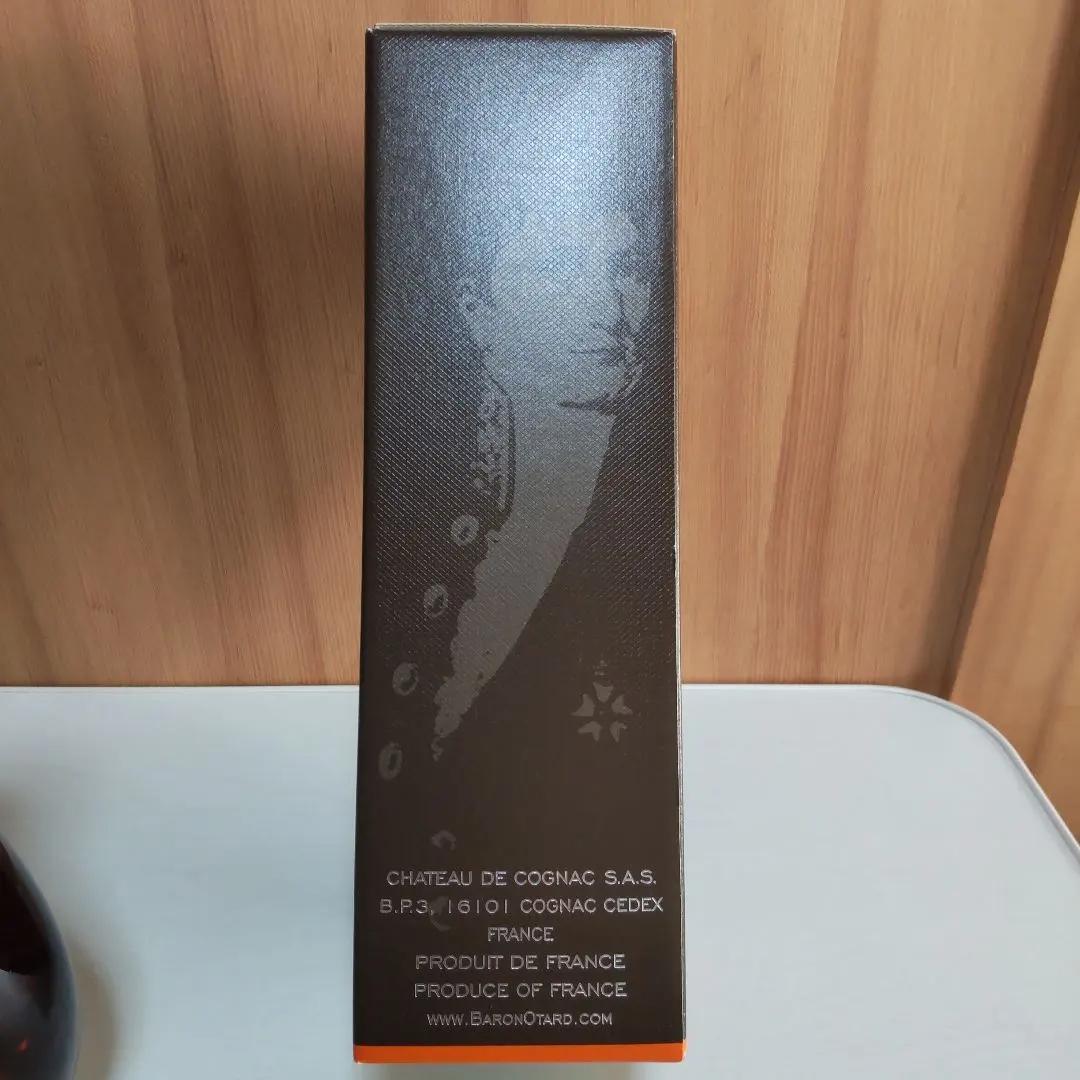 CHATEAU DE COGNAC S.A.S.
B.P.3, 16101 COGNAC CEDEX
FRANCE
PRODUIT DE FRANCE
PRODUCE OF FRANCE
WWW.BARONOTARD.COM